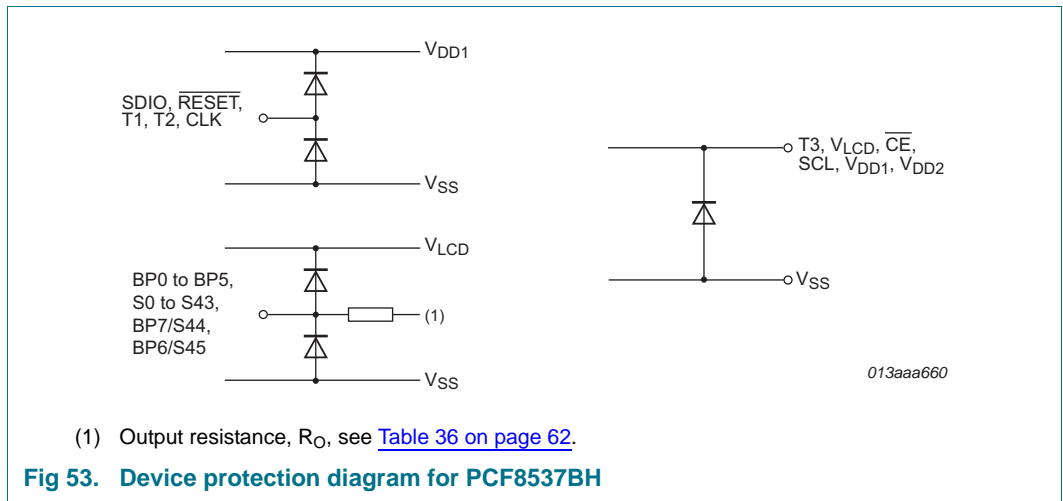 VDD1
SDIO, RESET,
T1, T2, CLK
VSS
VLCD
BP0 to BP5,
S0 to S43,
BP7/S44,
BP6/S45
(1)
VSS
T3, VLCD, CE,
SCL, VDD1, VDD2
VSS
013aaa660
(1) Output resistance, RO, see Table 36 on page 62.
Fig 53. Device protection diagram for PCF8537BH